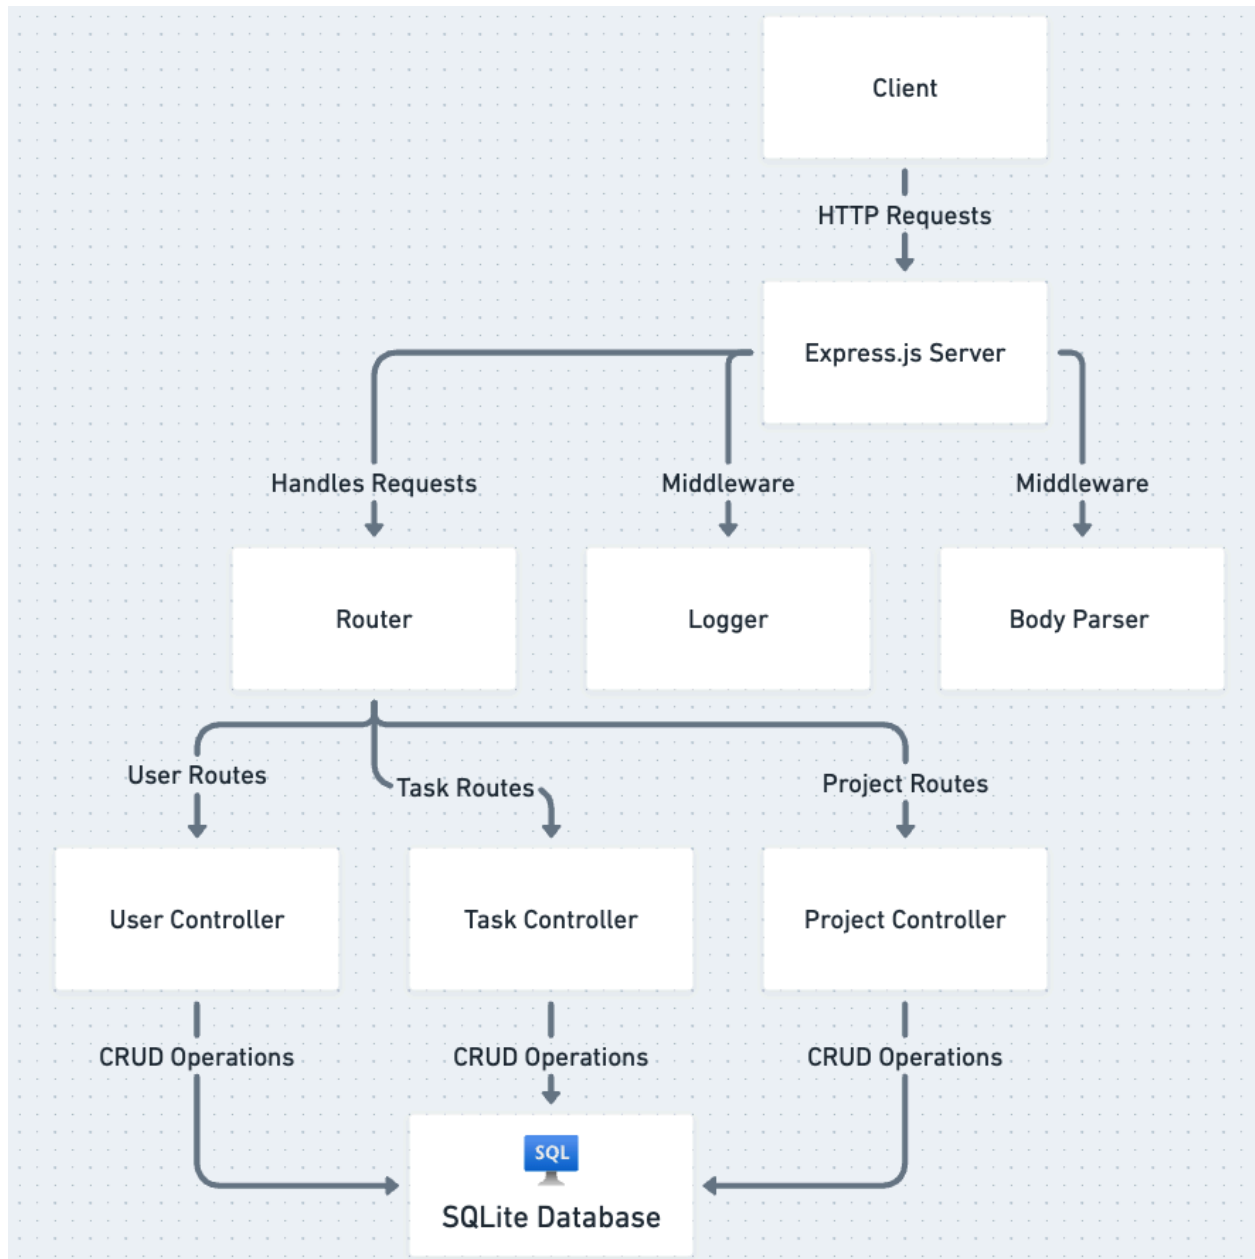 Client
HTTP Requests
Express.js Server
Handles Requests
Middleware
Middleware
Router
Logger
Body Parser
User Routes
Task Routes
Project Routes
User Controller
Task Controller
Project Controller
CRUD Operations
CRUD Operations
CRUD Operations
SQL
SQLite Database